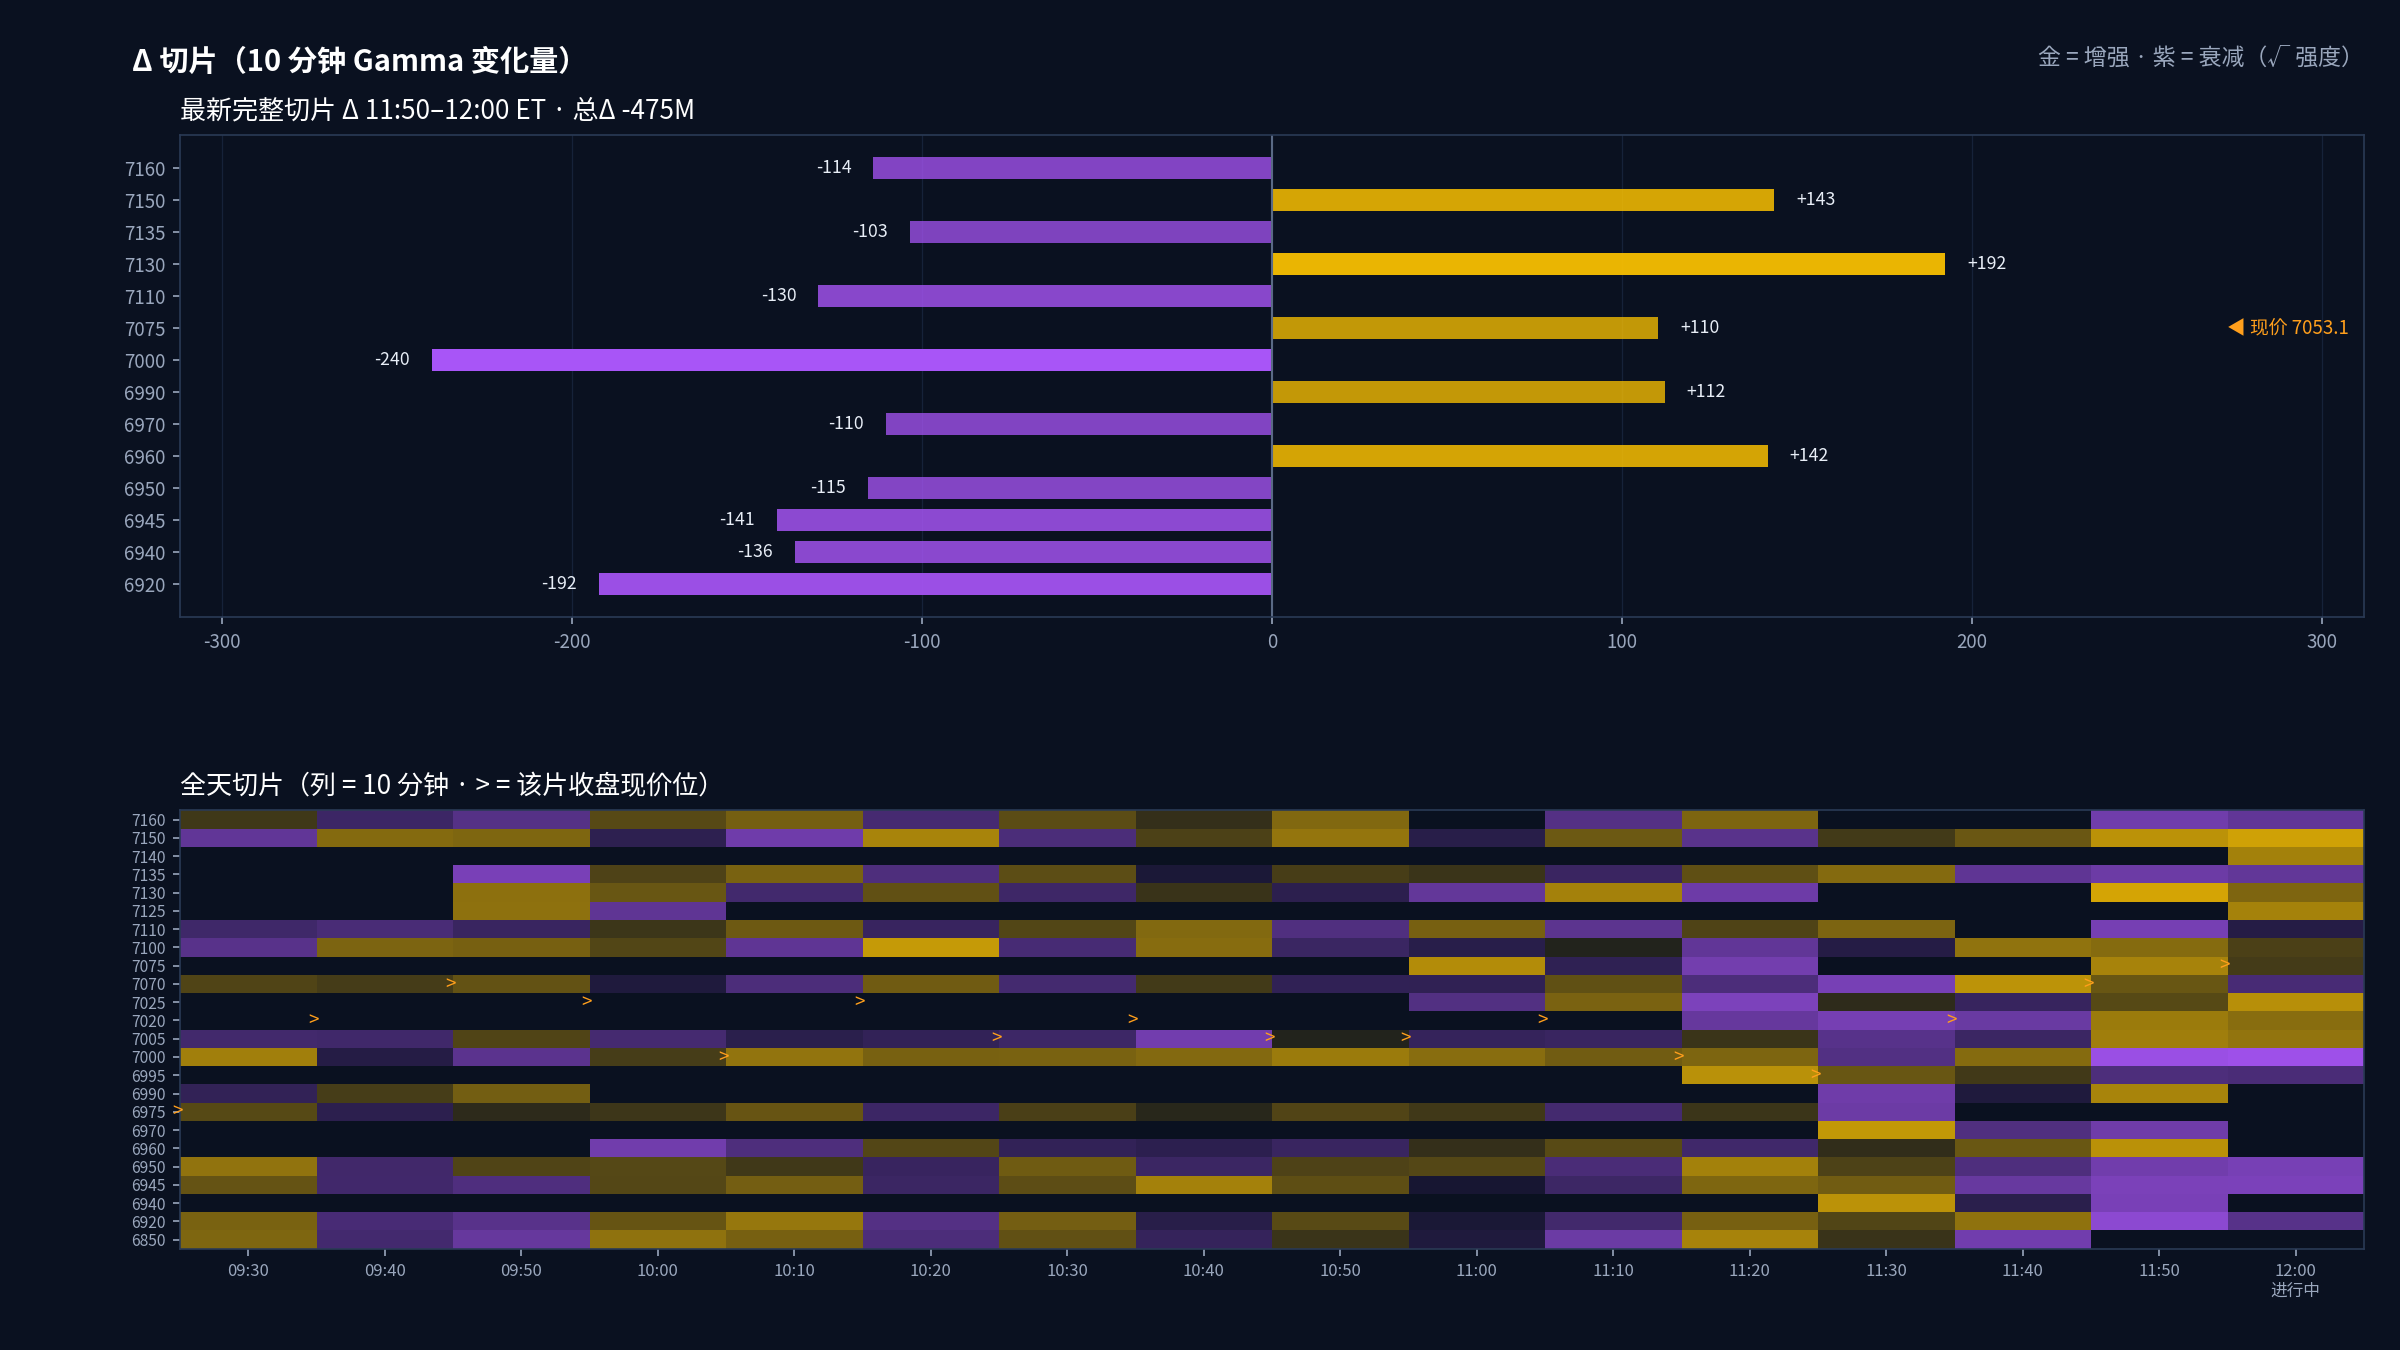 Δ 切片（10 分钟 Gamma 变化量）
金 = 增强 · 紫 = 衰减（√ 强度）
最新完整切片 Δ 11:50–12:00 ET · 总Δ -475M
7160 -114
7150 +143
7135 -103
7130 +192
7110 -130
7075 +110 ◀ 现价 7053.1
7000 -240
6990 +112
6970 -110
6960 +142
6950 -115
6945 -141
6940 -136
6920 -192
-300 -200 -100 0 100 200 300
全天切片（列 = 10 分钟 · > = 该片收盘现价位）
7160
7150
7140
7135
7130
7125
7110
7100
7075 >
7070 > >
7025 > >
7020 > > > >
7005 > > >
7000 > >
6995 >
6990
6975 >
6970
6960
6950
6945
6940
6920
6850
09:30 09:40 09:50 10:00 10:10 10:20 10:30 10:40 10:50 11:00 11:10 11:20 11:30 11:40 11:50 12:00
进行中